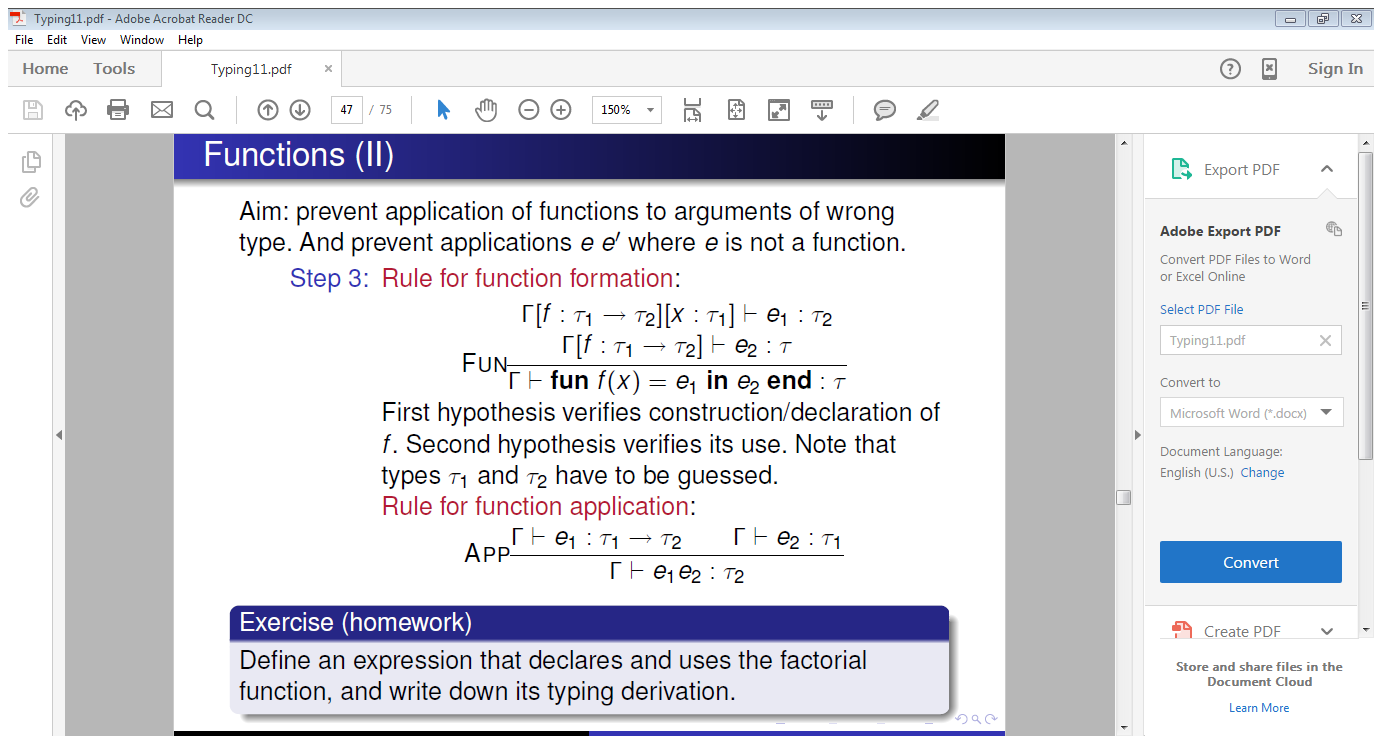 Typing11.pdf - Adobe Acrobat Reader DC
File Edit View Window Help
Home Tools Typing11.pdf × Sign In
47 / 75 150%
Functions (II)
Aim: prevent application of functions to arguments of wrong
type. And prevent applications e e′ where e is not a function.
Step 3: Rule for function formation:
Γ[f : τ₁ → τ₂][x : τ₁] ⊢ e₁ : τ₂
Γ[f : τ₁ → τ₂] ⊢ e₂ : τ
FUN
Γ ⊢ fun f(x) = e₁ in e₂ end : τ
First hypothesis verifies construction/declaration of
f. Second hypothesis verifies its use. Note that
types τ₁ and τ₂ have to be guessed.
Rule for function application:
Γ ⊢ e₁ : τ₁ → τ₂ Γ ⊢ e₂ : τ₁
APP
Γ ⊢ e₁e₂ : τ₂
Exercise (homework)
Define an expression that declares and uses the factorial
function, and write down its typing derivation.
Export PDF
Adobe Export PDF
Convert PDF Files to Word
or Excel Online
Select PDF File
Typing11.pdf
Convert to
Microsoft Word (*.docx)
Document Language:
English (U.S.) Change
Convert
Create PDF
Store and share files in the
Document Cloud
Learn More